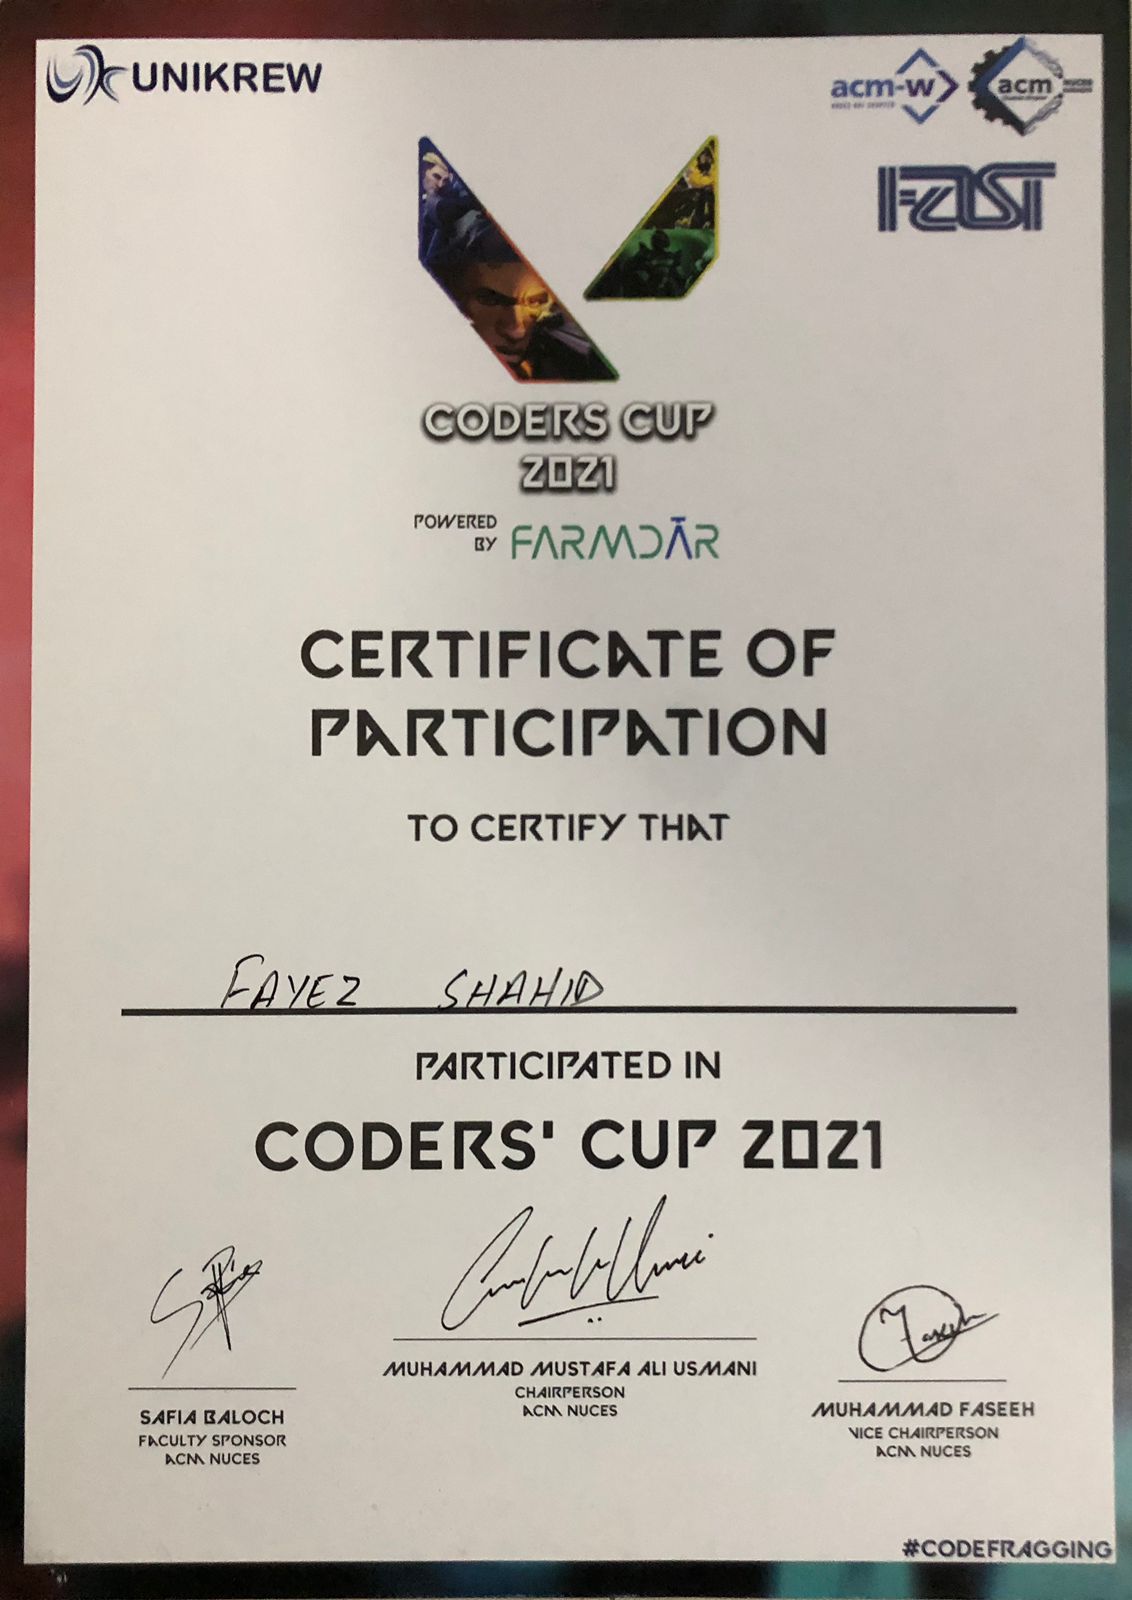 UNIKREW
acm-w
acm
FAST
CODERS CUP
2021
POWERED
BY FARMDĀR
CERTIFICATE OF
PARTICIPATION
TO CERTIFY THAT
FAYEZ SHAHID
PARTICIPATED IN
CODERS' CUP 2021
SAFIA BALOCH
FACULTY SPONSOR
ACM NUCES
MUHAMMAD MUSTAFA ALI USMANI
CHAIRPERSON
ACM NUCES
MUHAMMAD FASEEH
VICE CHAIRPERSON
ACM NUCES
#CODEFRAGGING